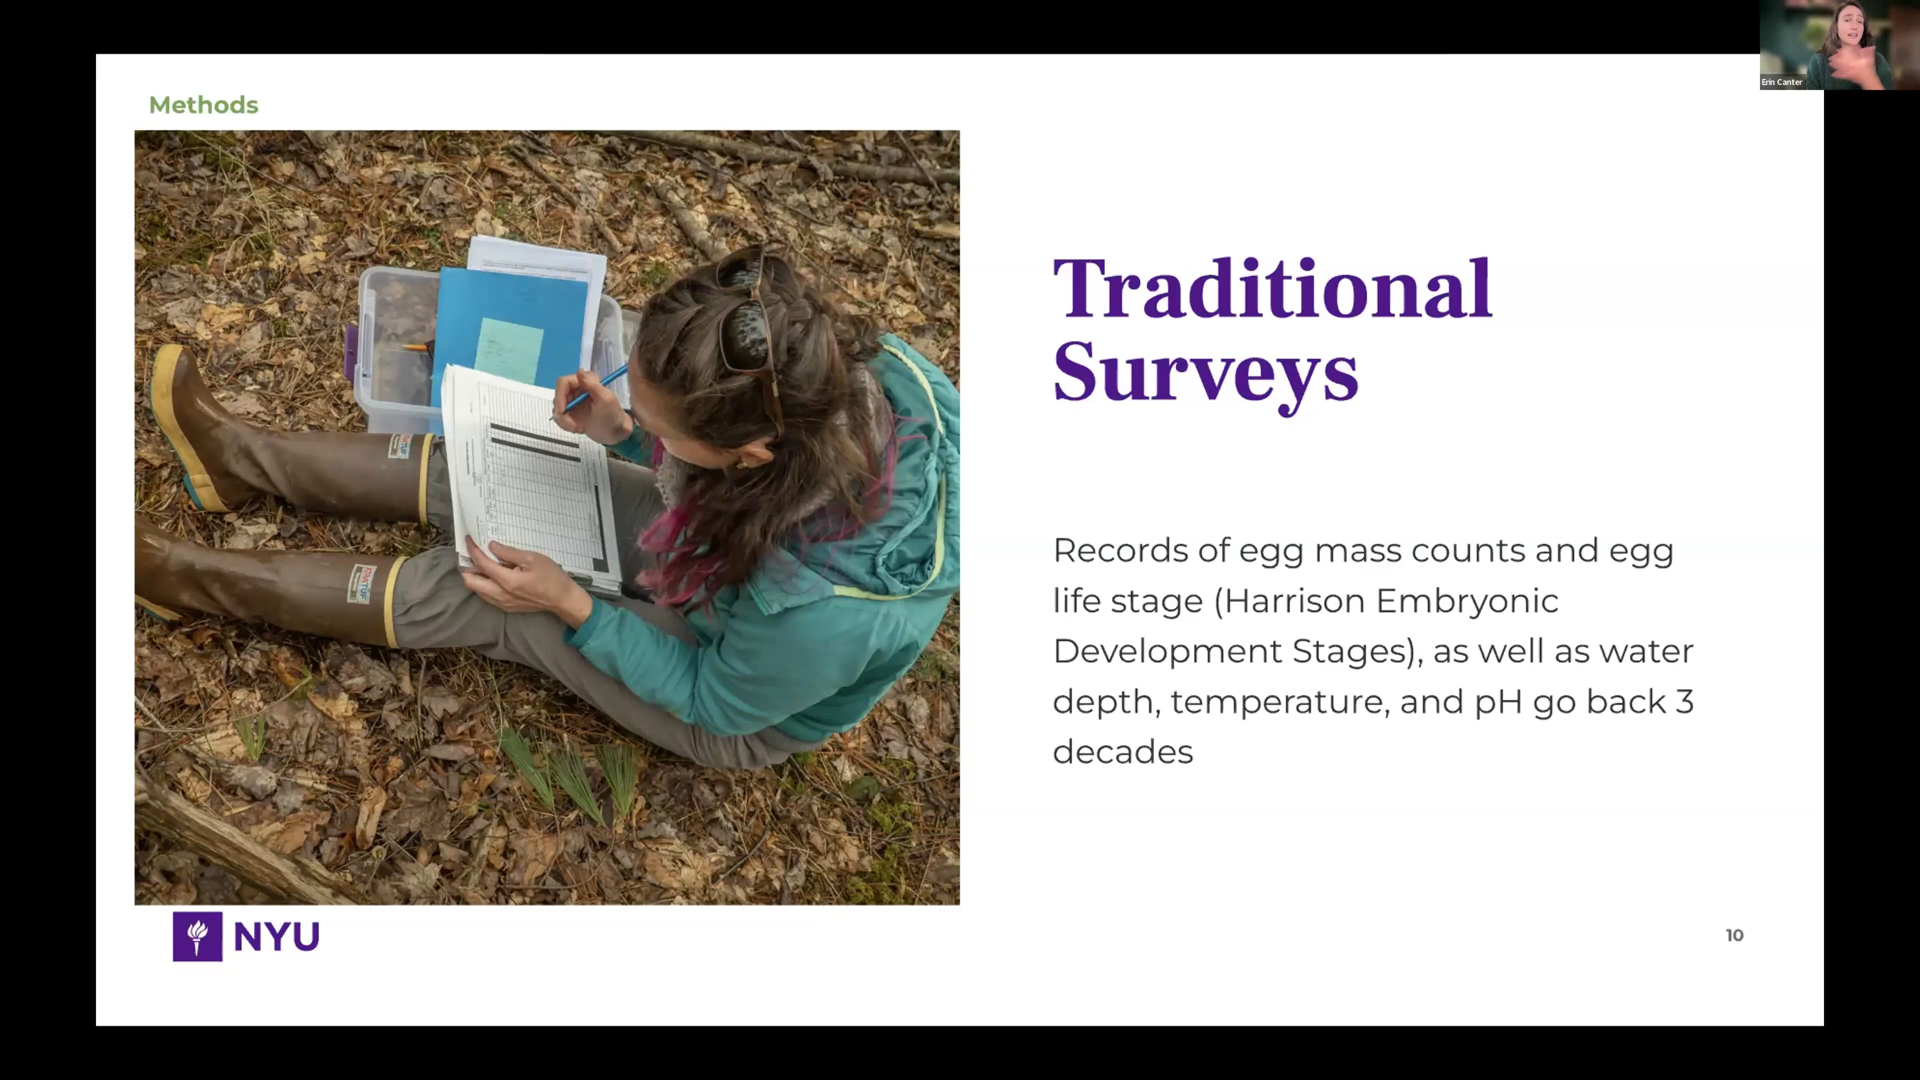 Erin Canter
Methods
Traditional
Surveys
Records of egg mass counts and egg
life stage (Harrison Embryonic
Development Stages), as well as water
depth, temperature, and pH go back 3
decades
NYU
10